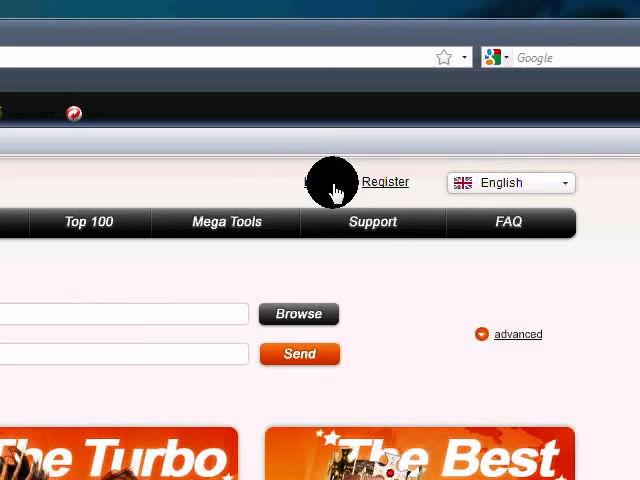 Google
Register
English
Top 100
Mega Tools
Support
FAQ
Browse
advanced
Send
The Turbo
The Best